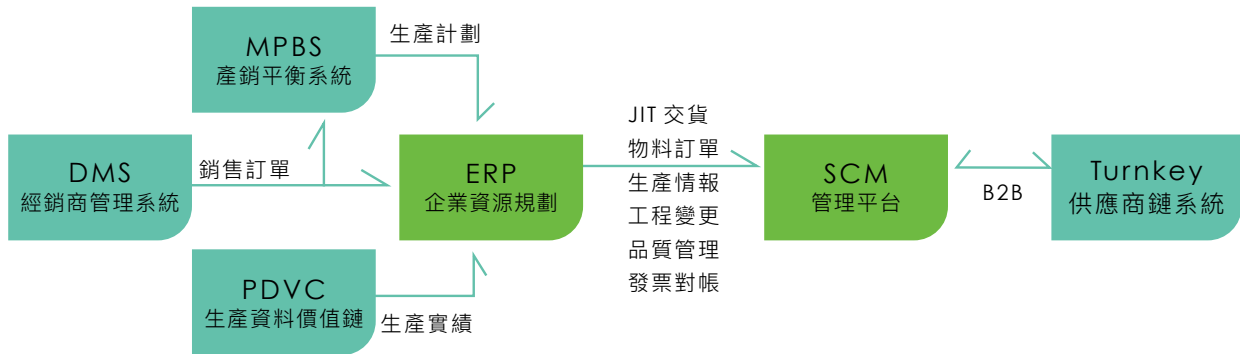 MPBS
產銷平衡系統
生產計劃
DMS
經銷商管理系統
銷售訂單
ERP
企業資源規劃
PDVC
生產資料價值鏈
生產實績
JIT 交貨
物料訂單
生產情報
工程變更
品質管理
發票對帳
SCM
管理平台
B2B
Turnkey
供應商鏈系統